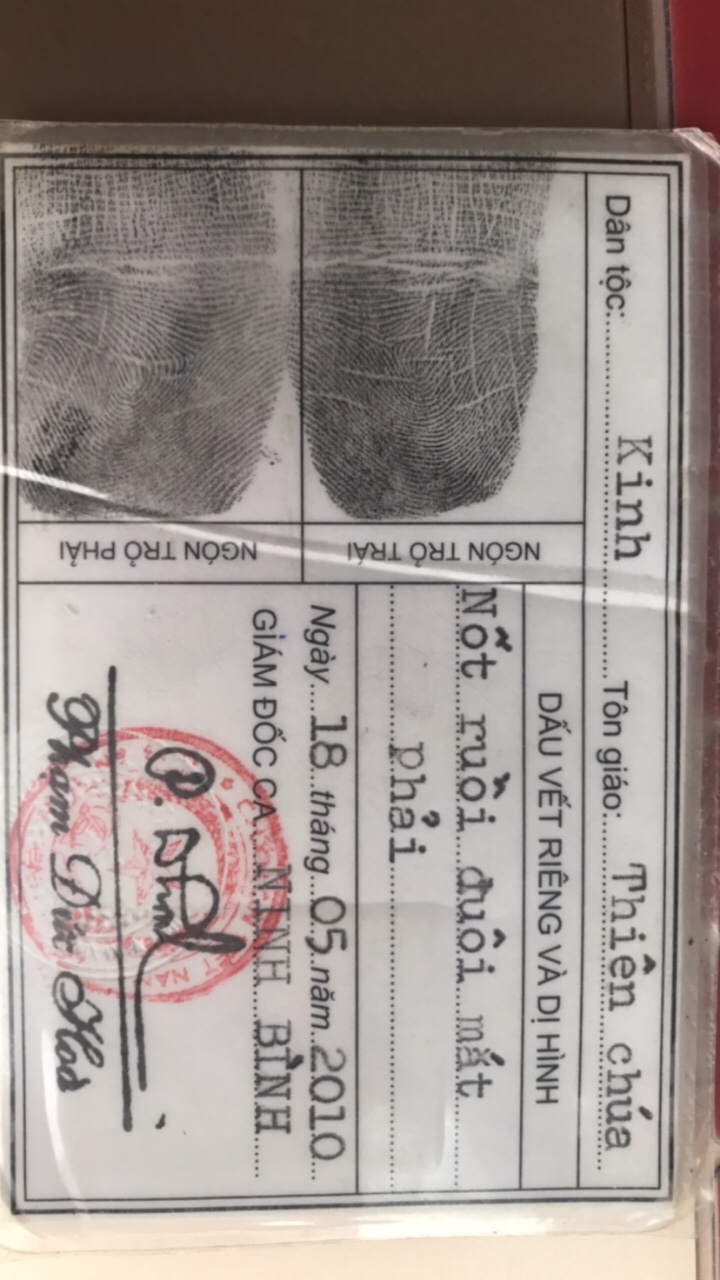 Dân tộc: Kinh Tôn giáo: Thiên chúa
NGÓN TRỎ TRÁI
DẤU VẾT RIÊNG VÀ DỊ HÌNH
Nốt ruồi đuôi mắt
phải
NGÓN TRỎ PHẢI
Ngày 18 tháng 05 năm 2010
GIÁM ĐỐC CA NINH BÌNH
Phạm Đức Hoà